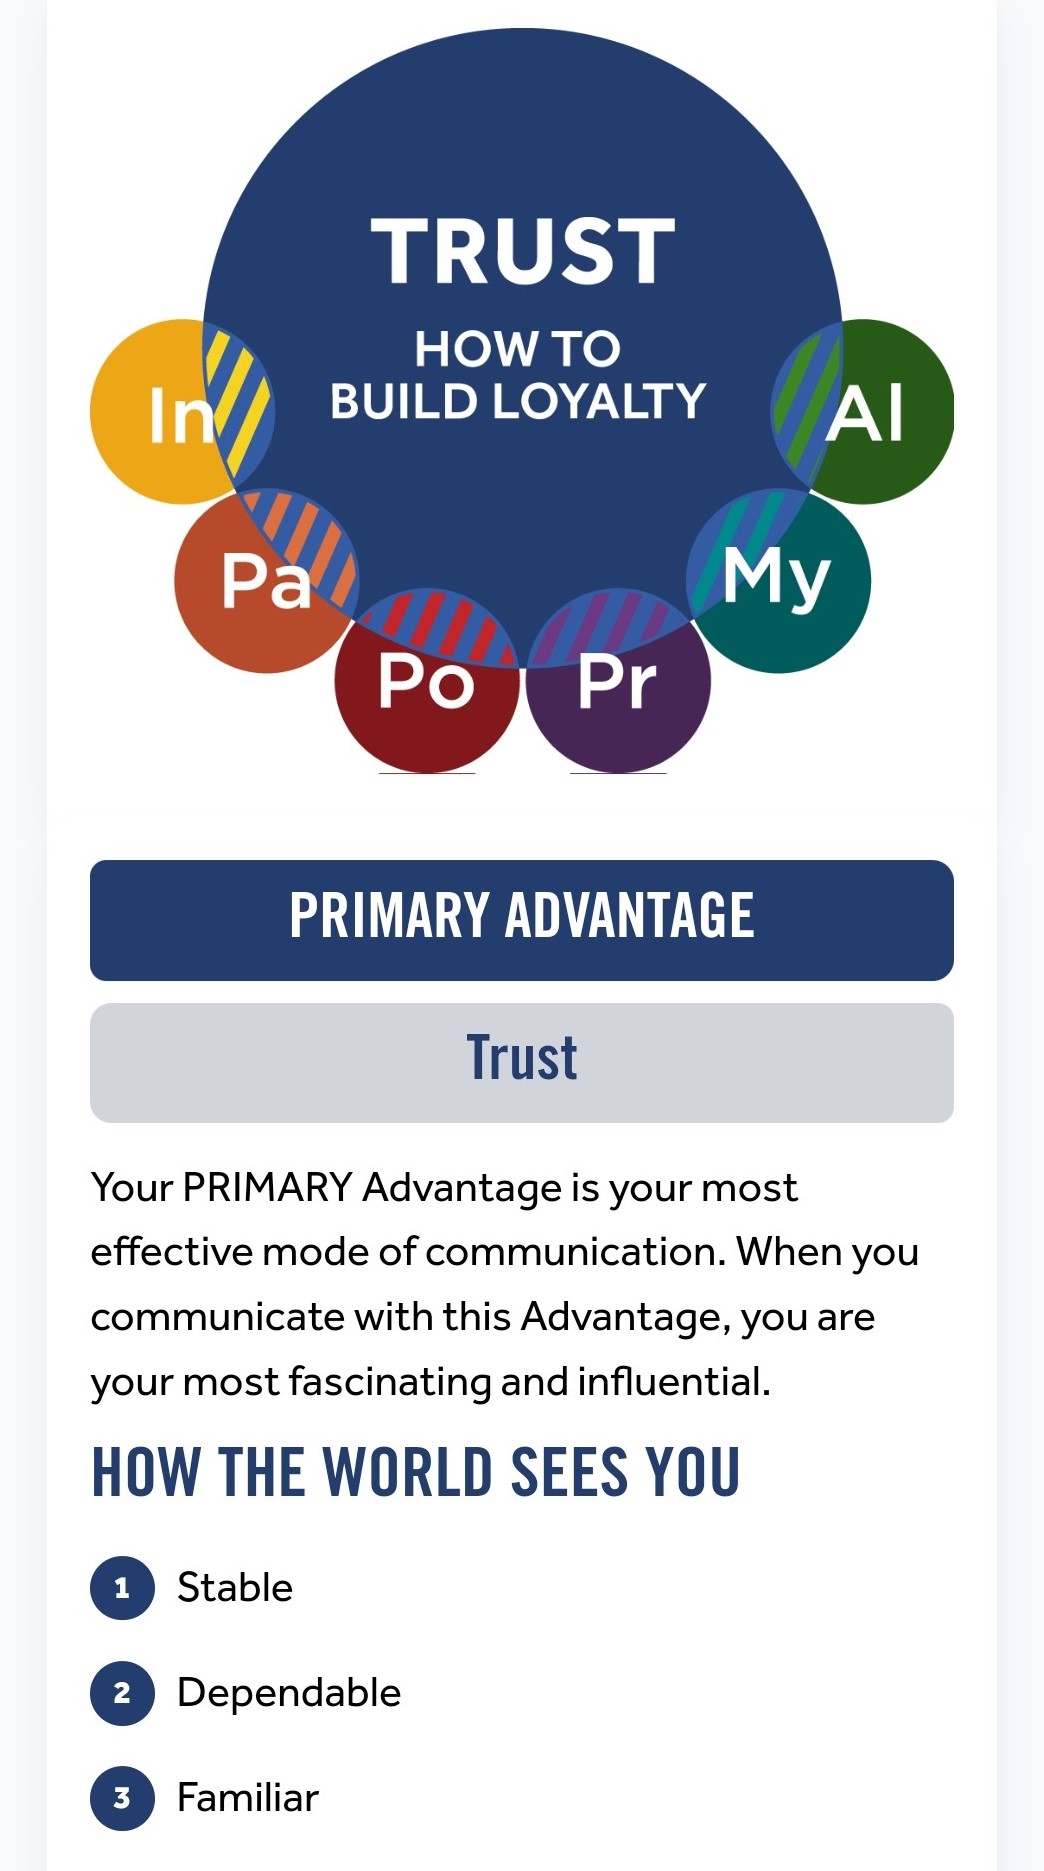 TRUST
HOW TO
BUILD LOYALTY
In
Al
Pa
My
Po
Pr
PRIMARY ADVANTAGE
Trust
Your PRIMARY Advantage is your most
effective mode of communication. When you
communicate with this Advantage, you are
your most fascinating and influential.
HOW THE WORLD SEES YOU
1 Stable
2 Dependable
3 Familiar